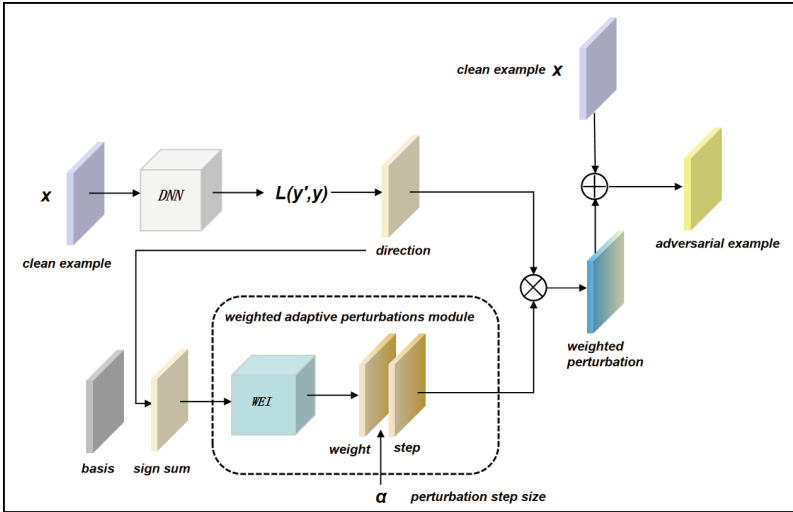 clean example x
x
DNN
L(y',y)
clean example
direction
adversarial example
weighted adaptive perturbations module
weighted
perturbation
WEI
basis
sign sum
weight
step
α
perturbation step size